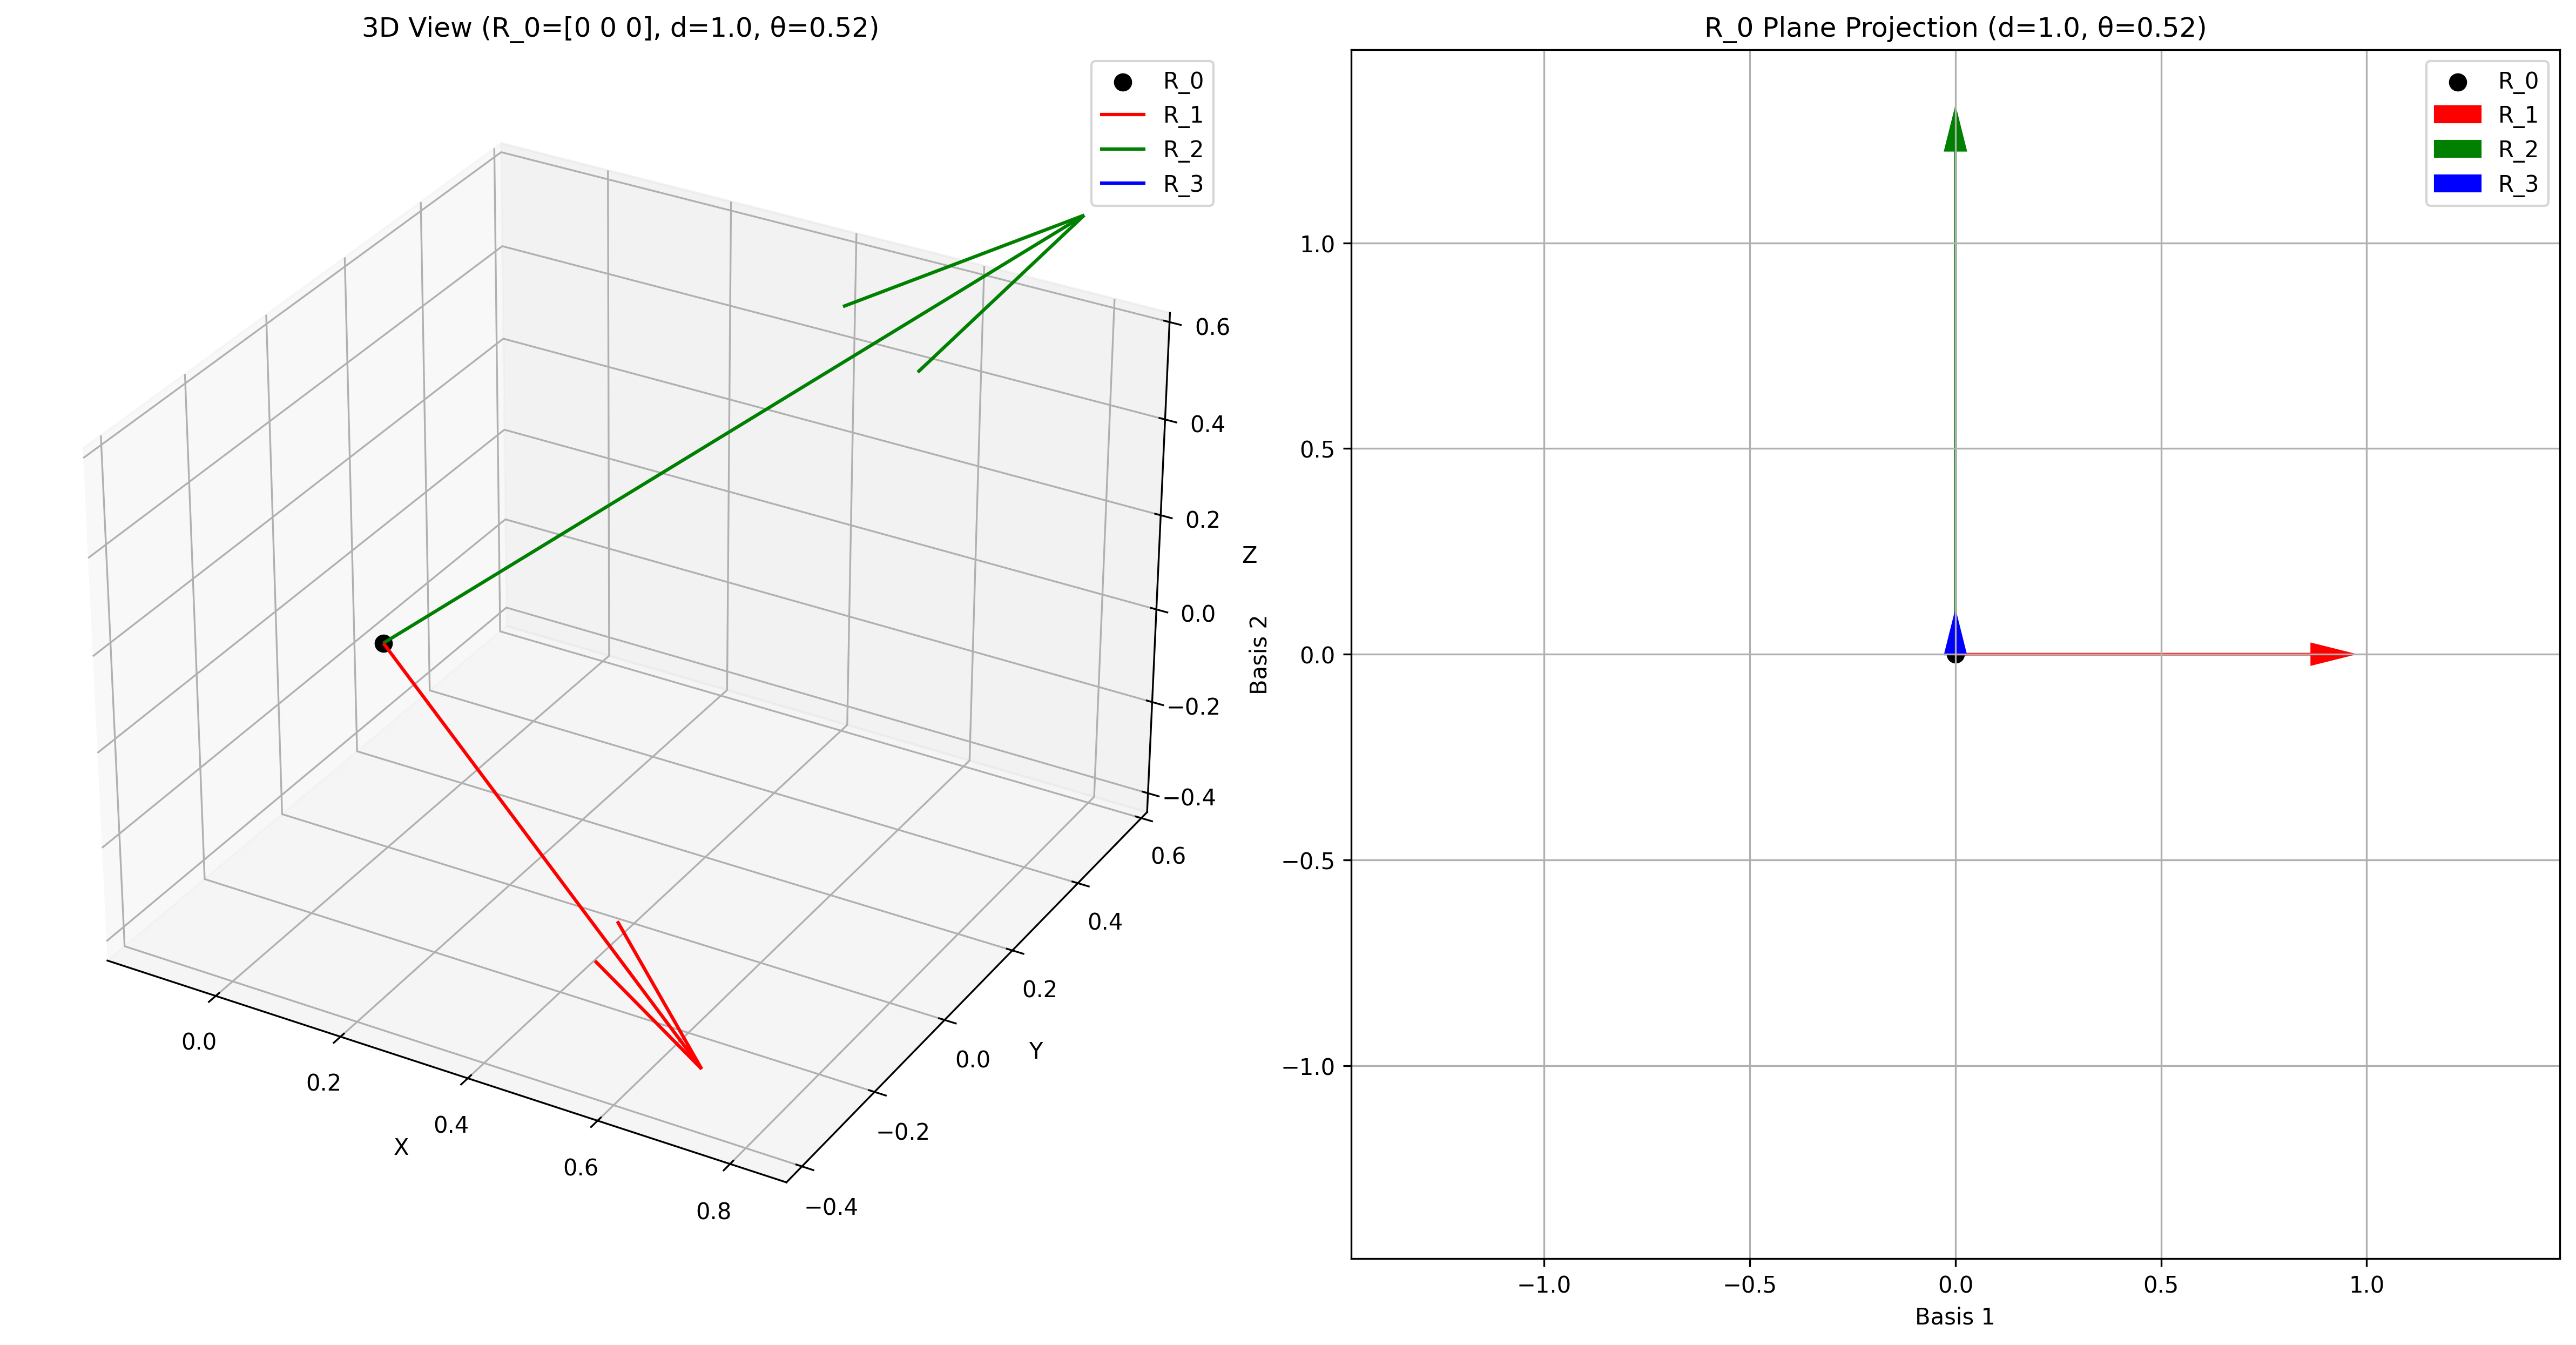 3D View (R_0=[0 0 0], d=1.0, θ=0.52)
R_0
R_1
R_2
R_3
0.6
0.4
0.2
0.0
−0.2
−0.4
Z
0.6
0.4
0.2
0.0
−0.2
−0.4
Y
0.0
0.2
0.4
0.6
0.8
X
R_0 Plane Projection (d=1.0, θ=0.52)
R_0
R_1
R_2
R_3
1.0
0.5
0.0
−0.5
−1.0
Basis 2
−1.0 −0.5 0.0 0.5 1.0
Basis 1